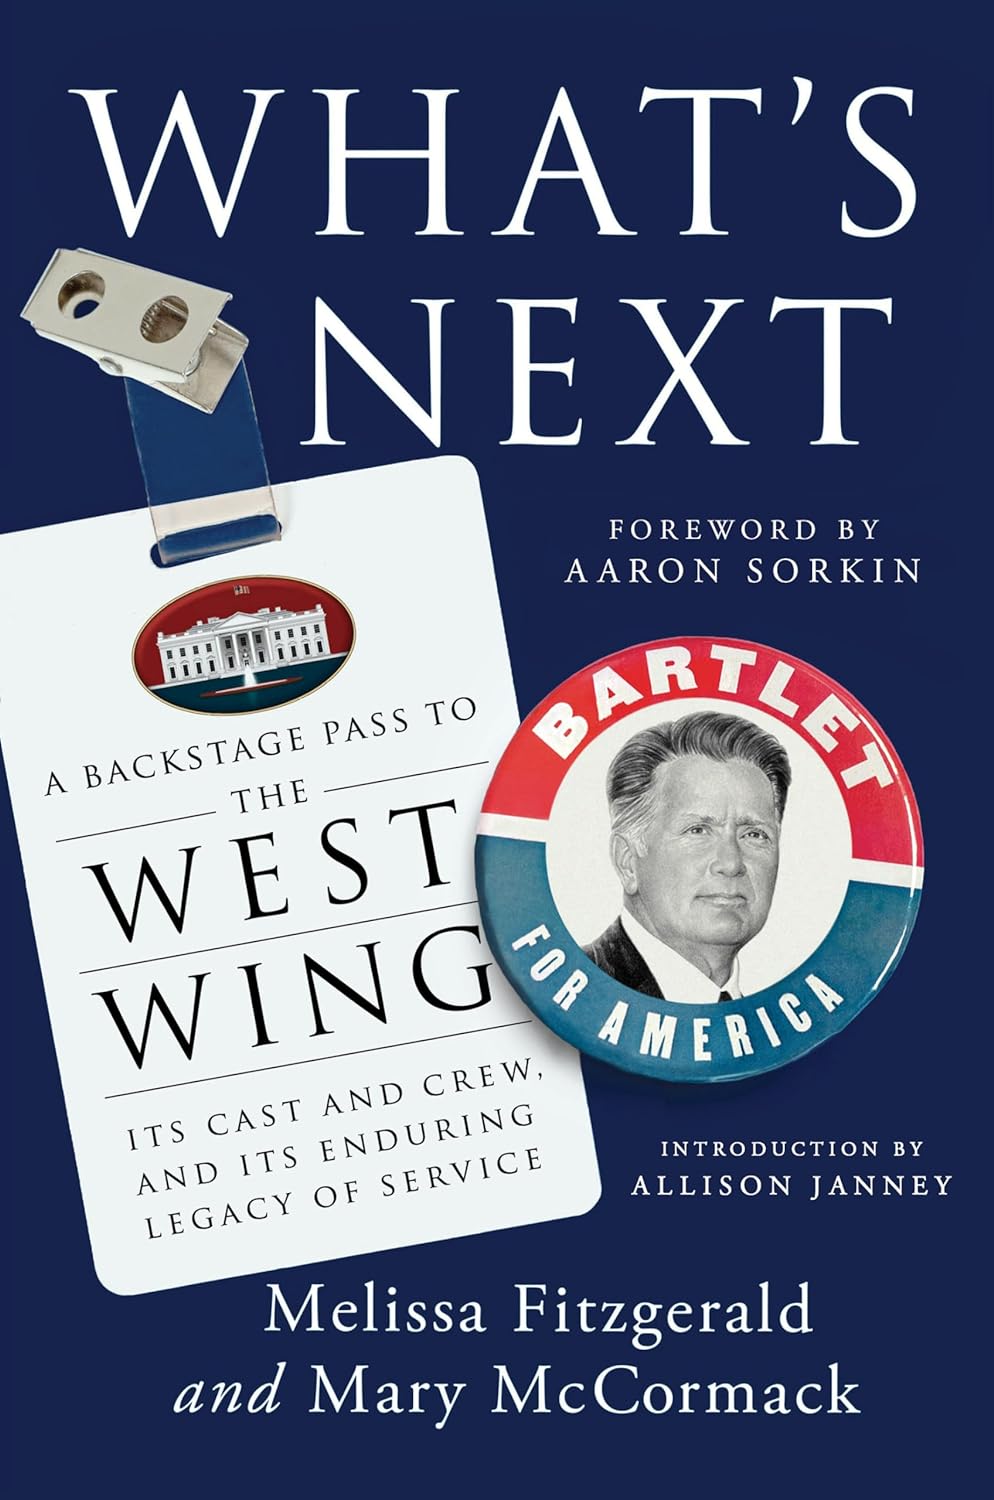 WHAT'S
NEXT
FOREWORD BY
AARON SORKIN
A BACKSTAGE PASS TO
THE
WEST
WING
ITS CAST AND CREW,
AND ITS ENDURING
LEGACY OF SERVICE
BARTLET
FOR AMERICA
INTRODUCTION BY
ALLISON JANNEY
Melissa Fitzgerald
and Mary McCormack